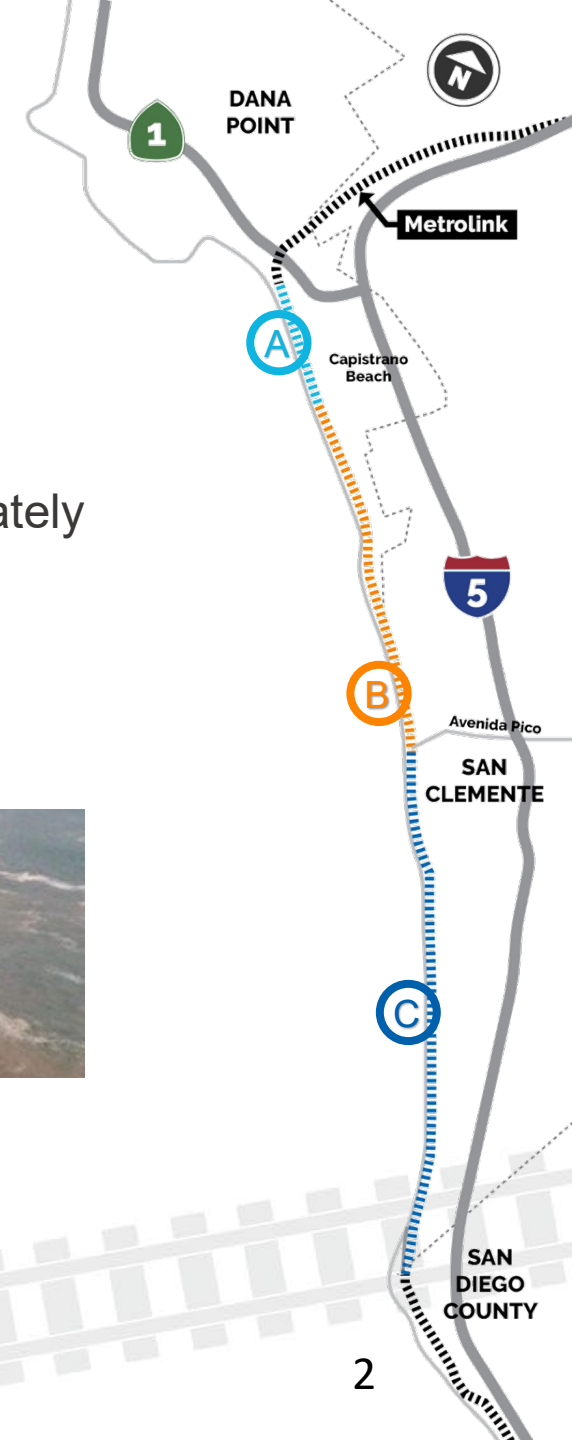 N
DANA
POINT
1
Metrolink
A
Capistrano
Beach
ately
5
B
Avenida Pico
SAN
CLEMENTE
C
SAN
DIEGO
COUNTY
2